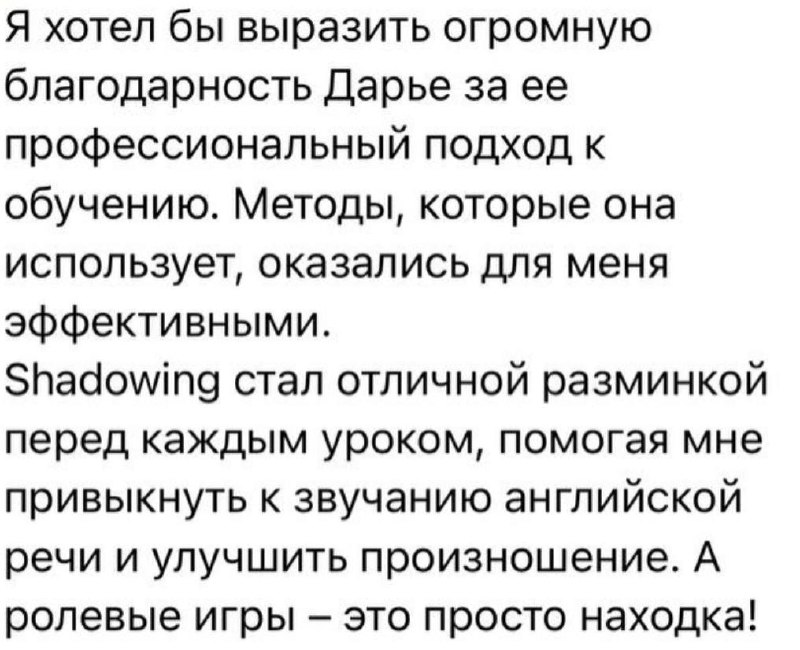 Я хотел бы выразить огромную
благодарность Дарье за ее
профессиональный подход к
обучению. Методы, которые она
использует, оказались для меня
эффективными.
Shadowing стал отличной разминкой
перед каждым уроком, помогая мне
привыкнуть к звучанию английской
речи и улучшить произношение. А
ролевые игры – это просто находка!